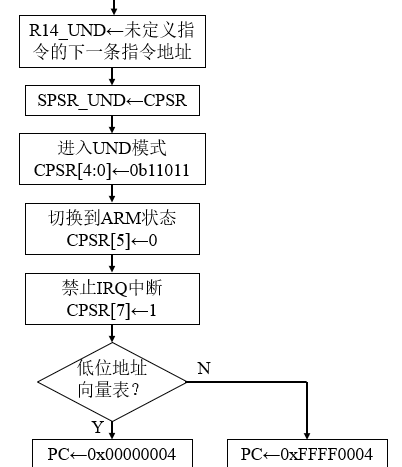 R14_UND←未定义指
令的下一条指令地址
SPSR_UND←CPSR
进入UND模式
CPSR[4:0]←0b11011
切换到ARM状态
CPSR[5]←0
禁止IRQ中断
CPSR[7]←1
低位地址
向量表？
N
Y
PC←0x00000004
PC←0xFFFF0004